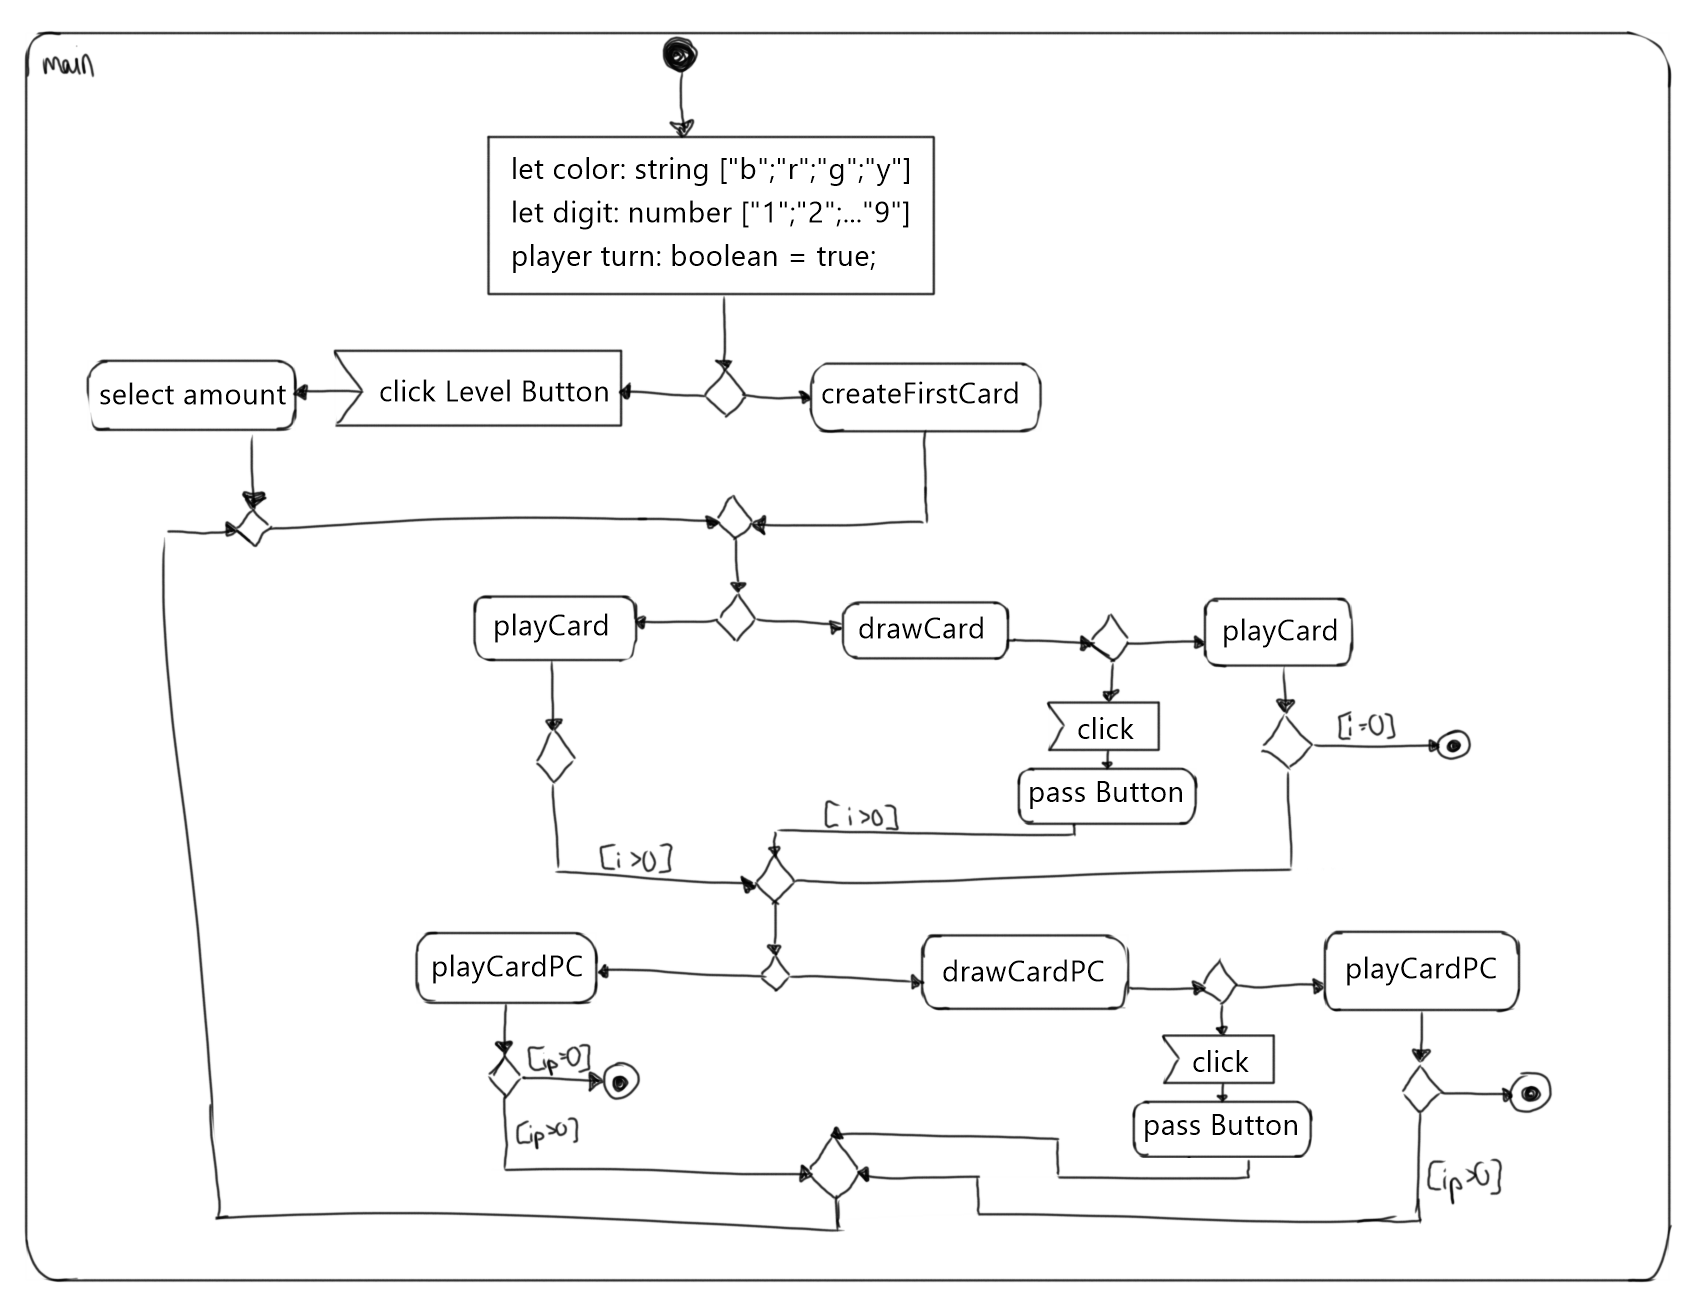 main
let color: string ["b";"r";"g";"y"]
let digit: number ["1";"2";..."9"]
player turn: boolean = true;
select amount
click Level Button
createFirstCard
playCard
drawCard
playCard
click
[i=0]
pass Button
[i>0]
[i>0]
playCardPC
drawCardPC
playCardPC
[ip=0]
click
[ip>0]
pass Button
[ip>0]